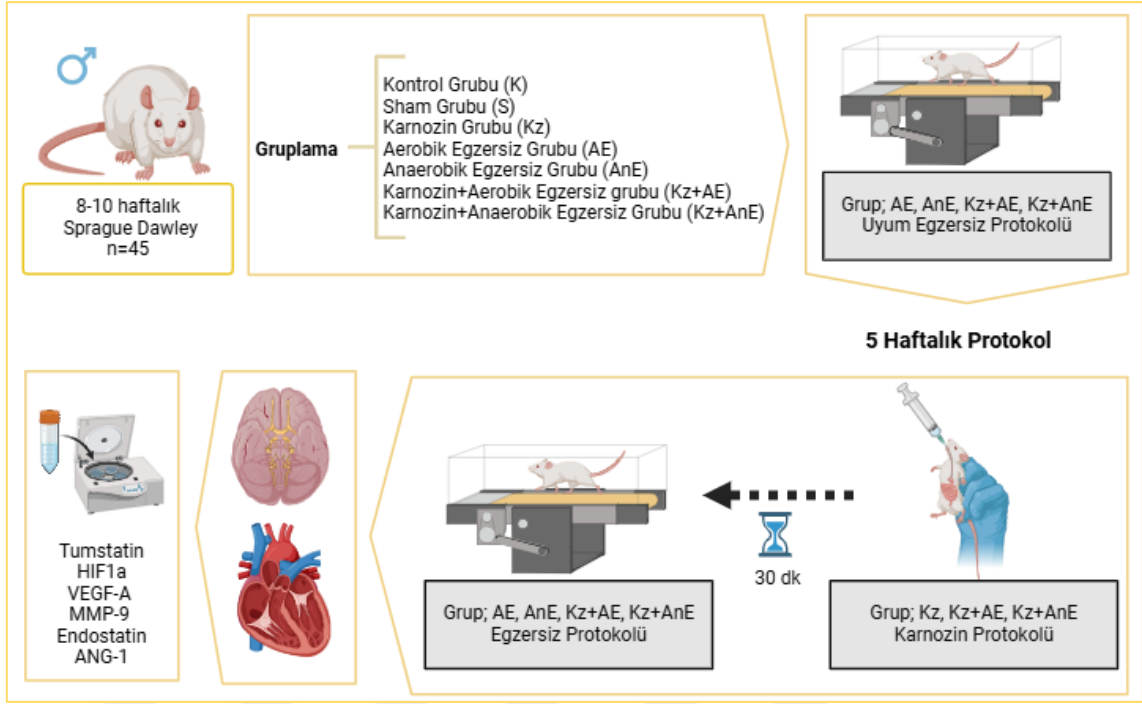 8-10 haftalık
Sprague Dawley
n=45
Gruplama
Kontrol Grubu (K)
Sham Grubu (S)
Karnozin Grubu (Kz)
Aerobik Egzersiz Grubu (AE)
Anaerobik Egzersiz Grubu (AnE)
Karnozin+Aerobik Egzersiz grubu (Kz+AE)
Karnozin+Anaerobik Egzersiz Grubu (Kz+AnE)
Grup; AE, AnE, Kz+AE, Kz+AnE
Uyum Egzersiz Protokolü
5 Haftalık Protokol
Grup; Kz, Kz+AE, Kz+AnE
Karnozin Protokolü
30 dk
Grup; AE, AnE, Kz+AE, Kz+AnE
Egzersiz Protokolü
Tumstatin
HIF1a
VEGF-A
MMP-9
Endostatin
ANG-1